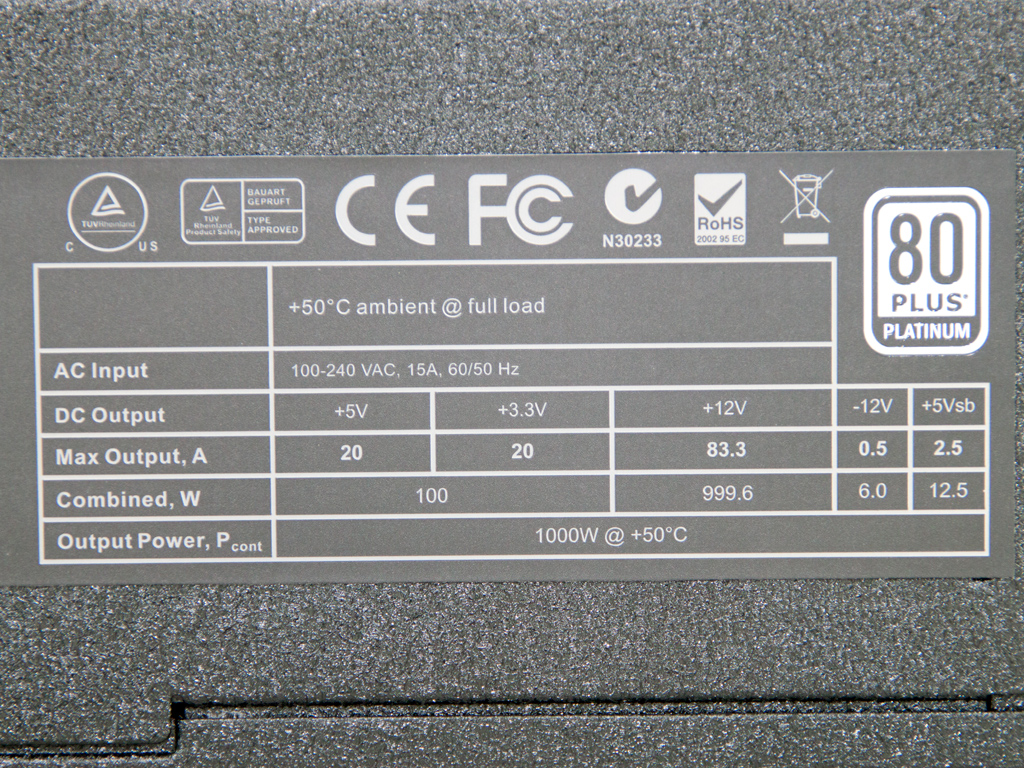 TÜVRheinland
C US
TÜV
Rheinland
Product Safety
BAUART
GEPRUFT
TYPE
APPROVED
CE
FC
N30233
RoHS
2002 95 EC
80
PLUS
PLATINUM
+50°C ambient @ full load
AC Input 100-240 VAC, 15A, 60/50 Hz
DC Output +5V +3.3V +12V -12V +5Vsb
Max Output, A 20 20 83.3 0.5 2.5
Combined, W 100 999.6 6.0 12.5
Output Power, Pcont 1000W @ +50°C